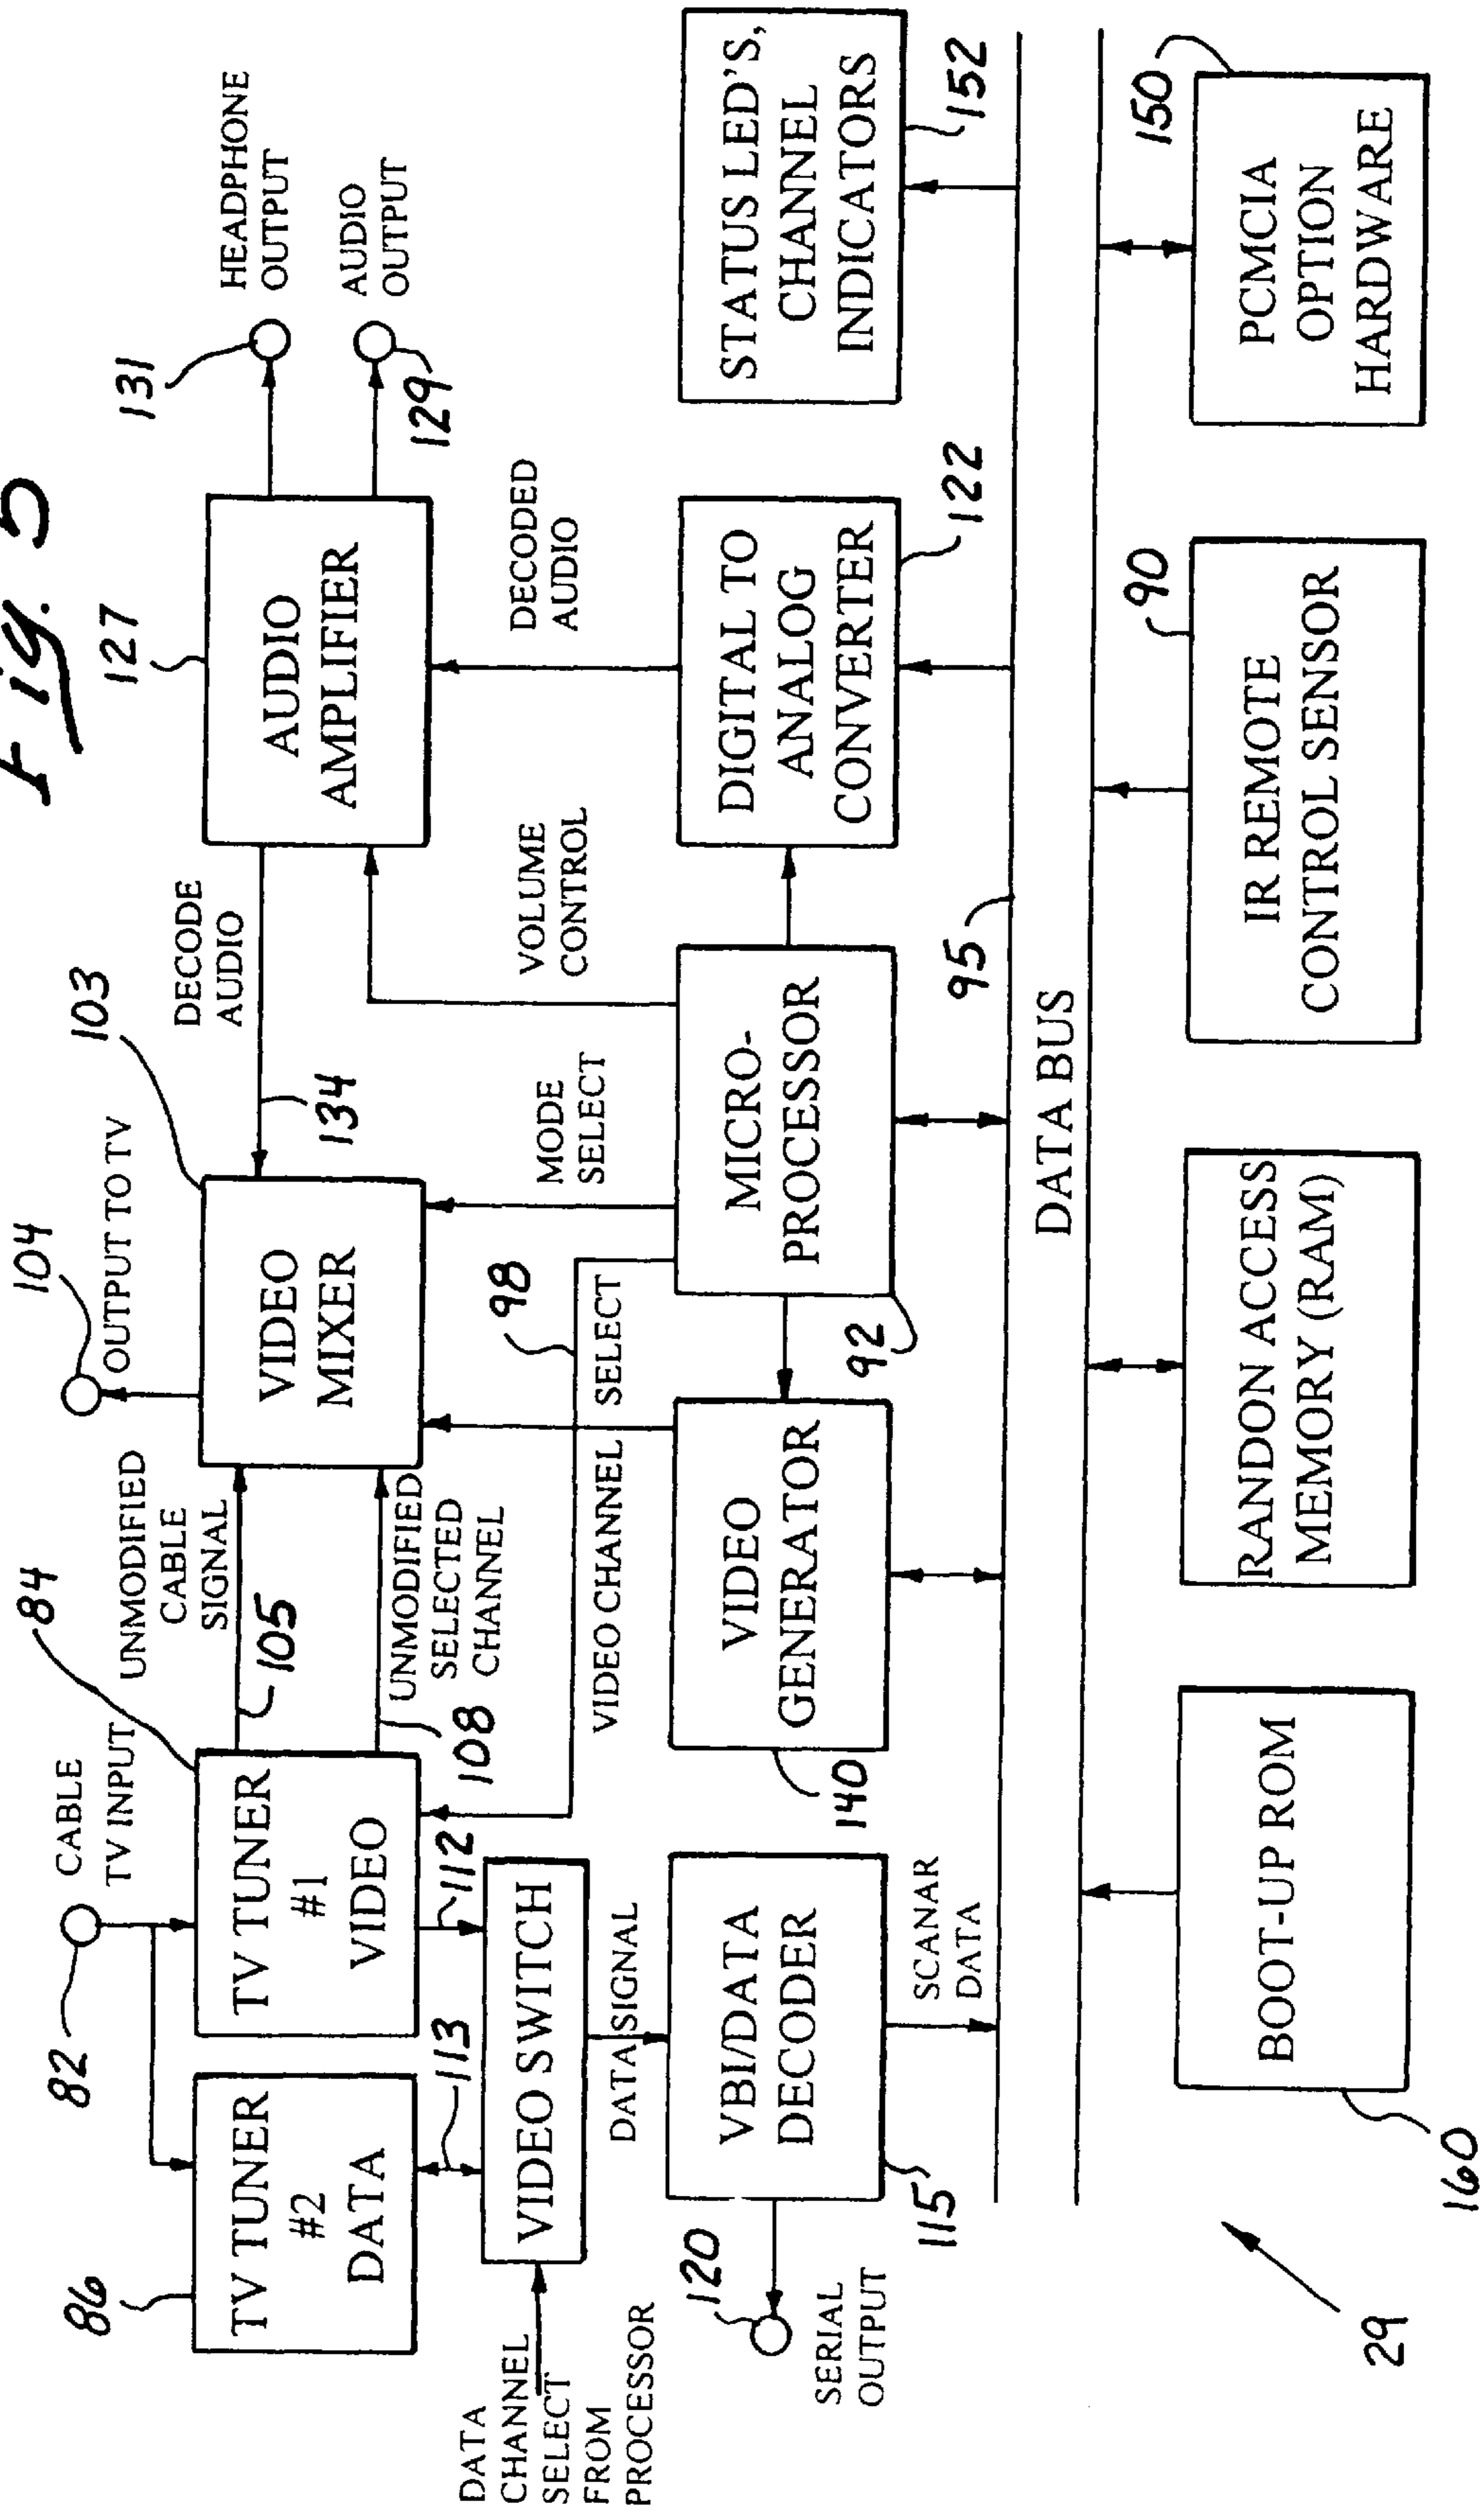 Fig. 5
86
82
CABLE
TV INPUT
84
UNMODIFIED
CABLE
SIGNAL
104
OUTPUT TO TV
103
DECODE
AUDIO
127
131
HEADPHONE
OUTPUT
AUDIO
OUTPUT
129
TV TUNER
#2
DATA
TV TUNER
#1
VIDEO
105
108
UNMODIFIED
SELECTED
CHANNEL
VIDEO
MIXER
134
AUDIO
AMPLIFIER
113
112
98
VIDEO CHANNEL SELECT
MODE
SELECT
VOLUME
CONTROL
DECODED
AUDIO
DATA
CHANNEL
SELECT
FROM
PROCESSOR
VIDEO SWITCH
DATA SIGNAL
120
SERIAL
OUTPUT
VBI/DATA
DECODER
115
SCANAR
DATA
140
VIDEO
GENERATOR
92
MICRO-
PROCESSOR
DIGITAL TO
ANALOG
CONVERTER
122
STATUS LED'S,
CHANNEL
INDICATORS
152
95
DATA BUS
29
160
BOOT-UP ROM
RANDON ACCESS
MEMORY (RAM)
90
IR REMOTE
CONTROL SENSOR
150
PCMCIA
OPTION
HARDWARE